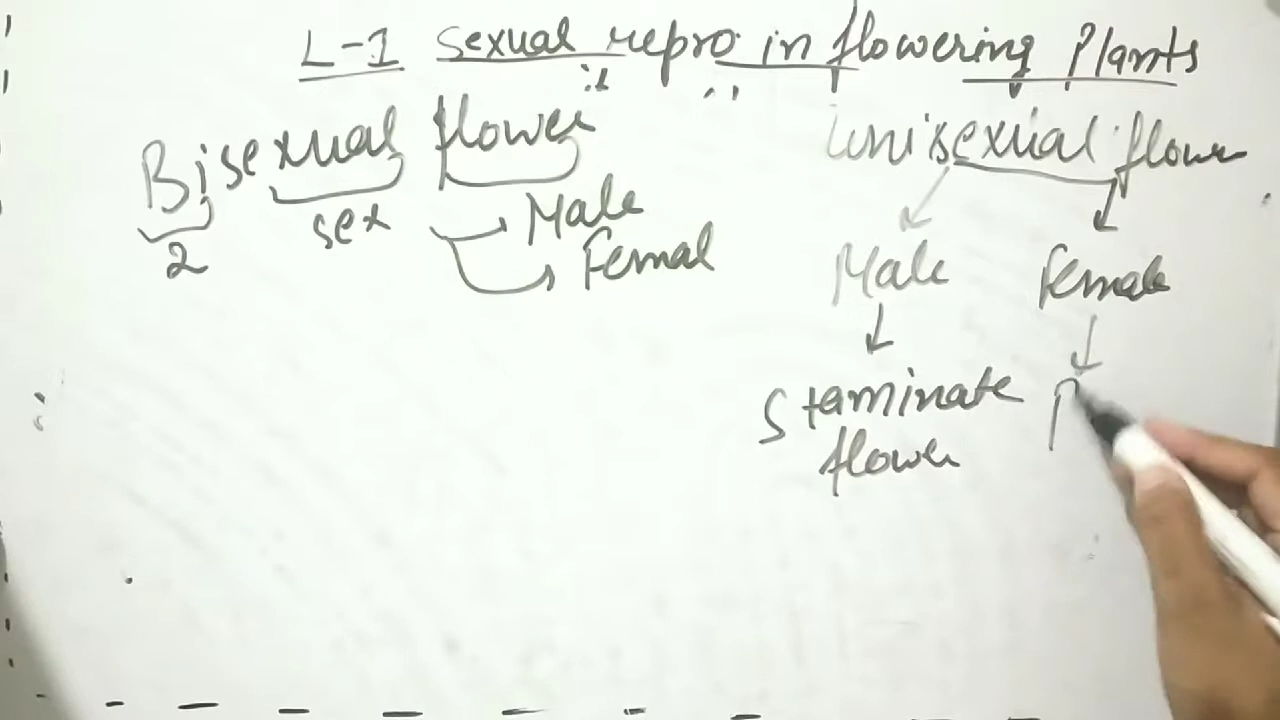 L-1 Sexual repro in flowering Plants
Bisexual flower
2 sex
Male
Femal
Unisexual flower
Male Female
Staminate
flower
P